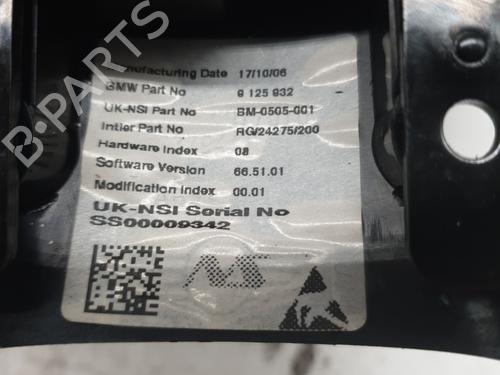 Manufacturing Date 17/10/06
BMW Part No 9 125 932
UK-NSI Part No BM-0505-001
Intier Part No RG/24275/200
Hardware Index 08
Software Version 66.51.01
Modification Index 00.01
UK-NSI Serial No
SS00009342
B-PARTS